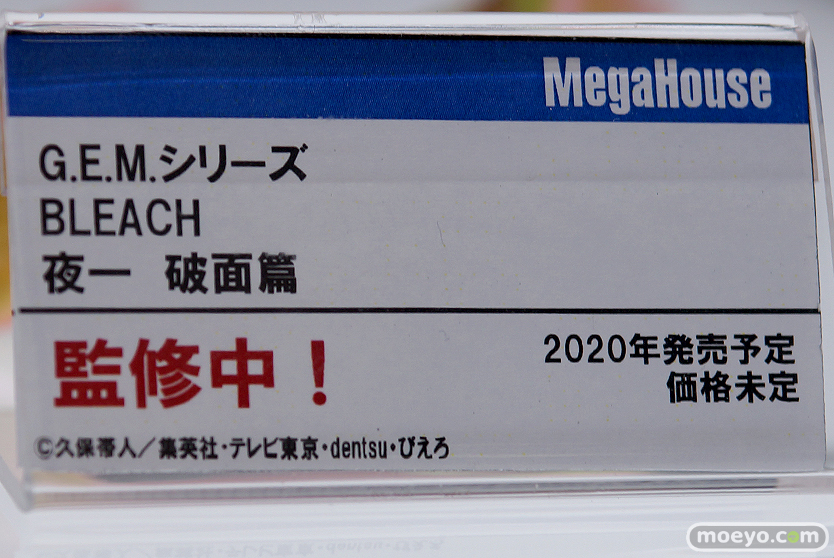 MegaHouse
G.E.M.シリーズ
BLEACH
夜一 破面篇
監修中！
2020年発売予定
価格未定
©久保帯人／集英社・テレビ東京・dentsu・ぴえろ
moeyo.com